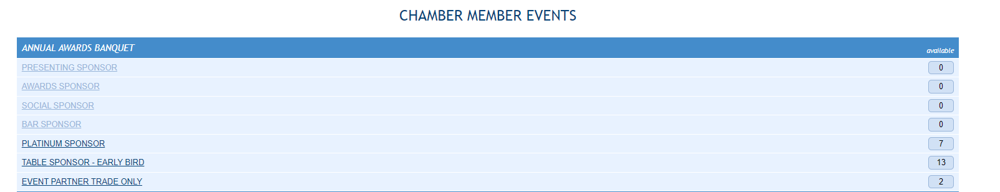 CHAMBER MEMBER EVENTS
ANNUAL AWARDS BANQUET available
PRESENTING SPONSOR 0
AWARDS SPONSOR 0
SOCIAL SPONSOR 0
BAR SPONSOR 0
PLATINUM SPONSOR 7
TABLE SPONSOR - EARLY BIRD 13
EVENT PARTNER TRADE ONLY 2